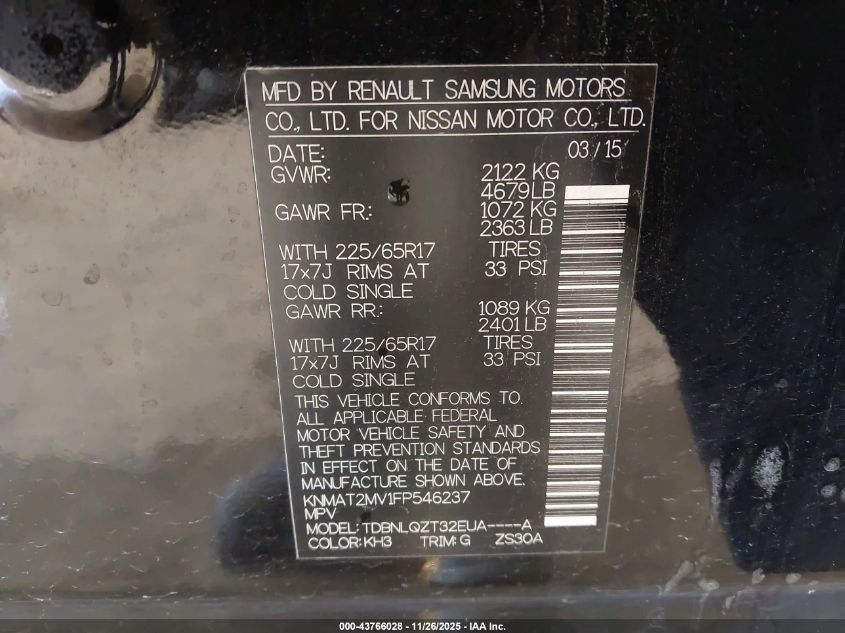 MFD BY RENAULT SAMSUNG MOTORS
CO., LTD. FOR NISSAN MOTOR CO., LTD.
DATE: 03/15
GVWR: 2122 KG
4679 LB
GAWR FR.: 1072 KG
2363 LB
WITH 225/65R17 TIRES
17x7J RIMS AT 33 PSI
COLD SINGLE
GAWR RR.: 1089 KG
2401 LB
WITH 225/65R17 TIRES
17x7J RIMS AT 33 PSI
COLD SINGLE
THIS VEHICLE CONFORMS TO
ALL APPLICABLE FEDERAL
MOTOR VEHICLE SAFETY AND
THEFT PREVENTION STANDARDS
IN EFFECT ON THE DATE OF
MANUFACTURE SHOWN ABOVE.
KNMAT2MV1FP546237
MPV
MODEL: TDBNLQZT32EUA----A
COLOR: KH3 TRIM: G ZS30A
000-43766028 - 11/26/2025 - IAA Inc.